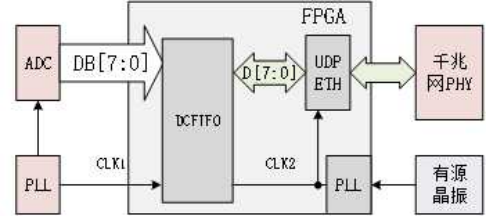 FPGA
ADC
DB[7:0]
DCFIFO
D[7:0]
UDP
ETH
千兆
网PHY
PLL
CLK1
CLK2
PLL
有源
晶振